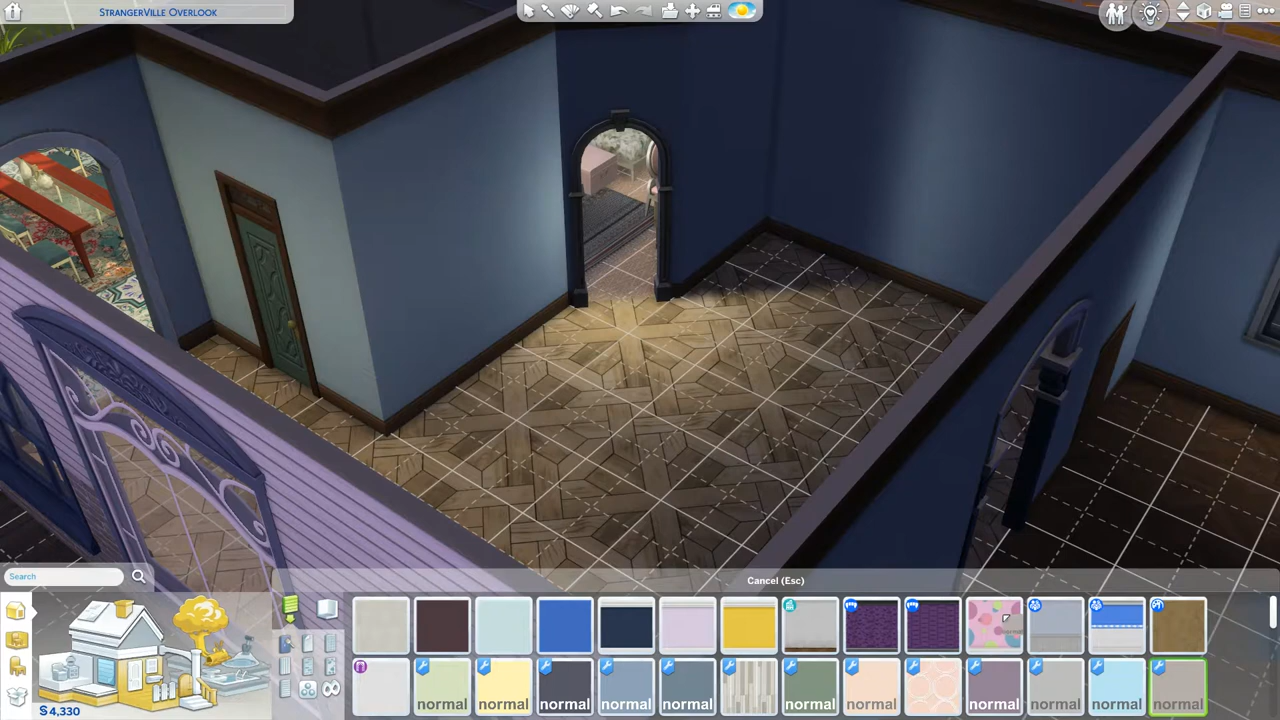 StrangerVille Overlook
Search
Cancel (Esc)
normal normal normal normal normal normal normal normal normal normal normal normal
§4,330